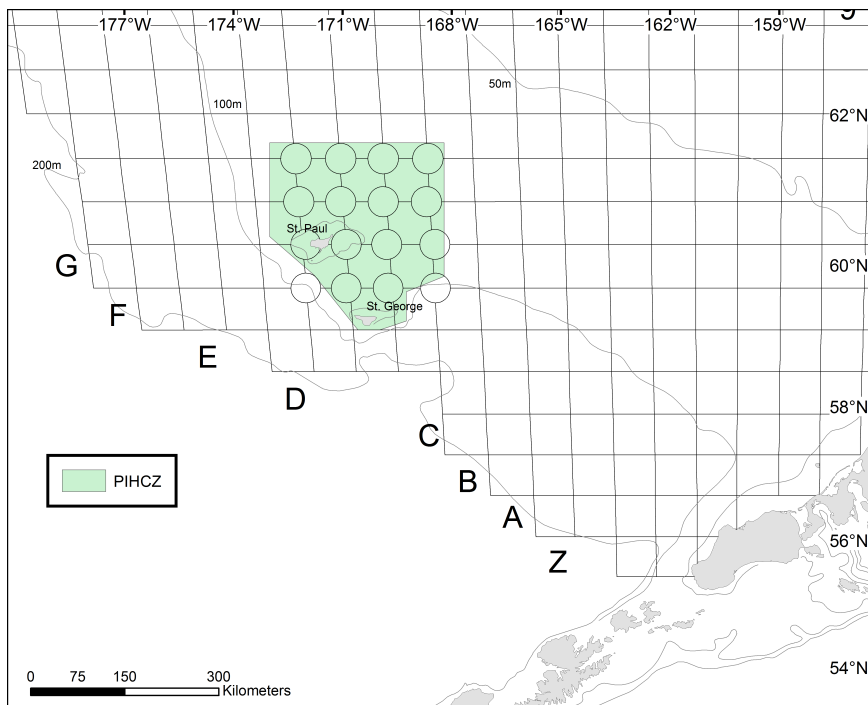 177°W 174°W 171°W 168°W 165°W 162°W 159°W
50m
100m
62°N
200m
St. Paul
G
60°N
St. George
F
E
D
58°N
C
B
PIHCZ
A
56°N
Z
0 75 150 300
Kilometers
54°N